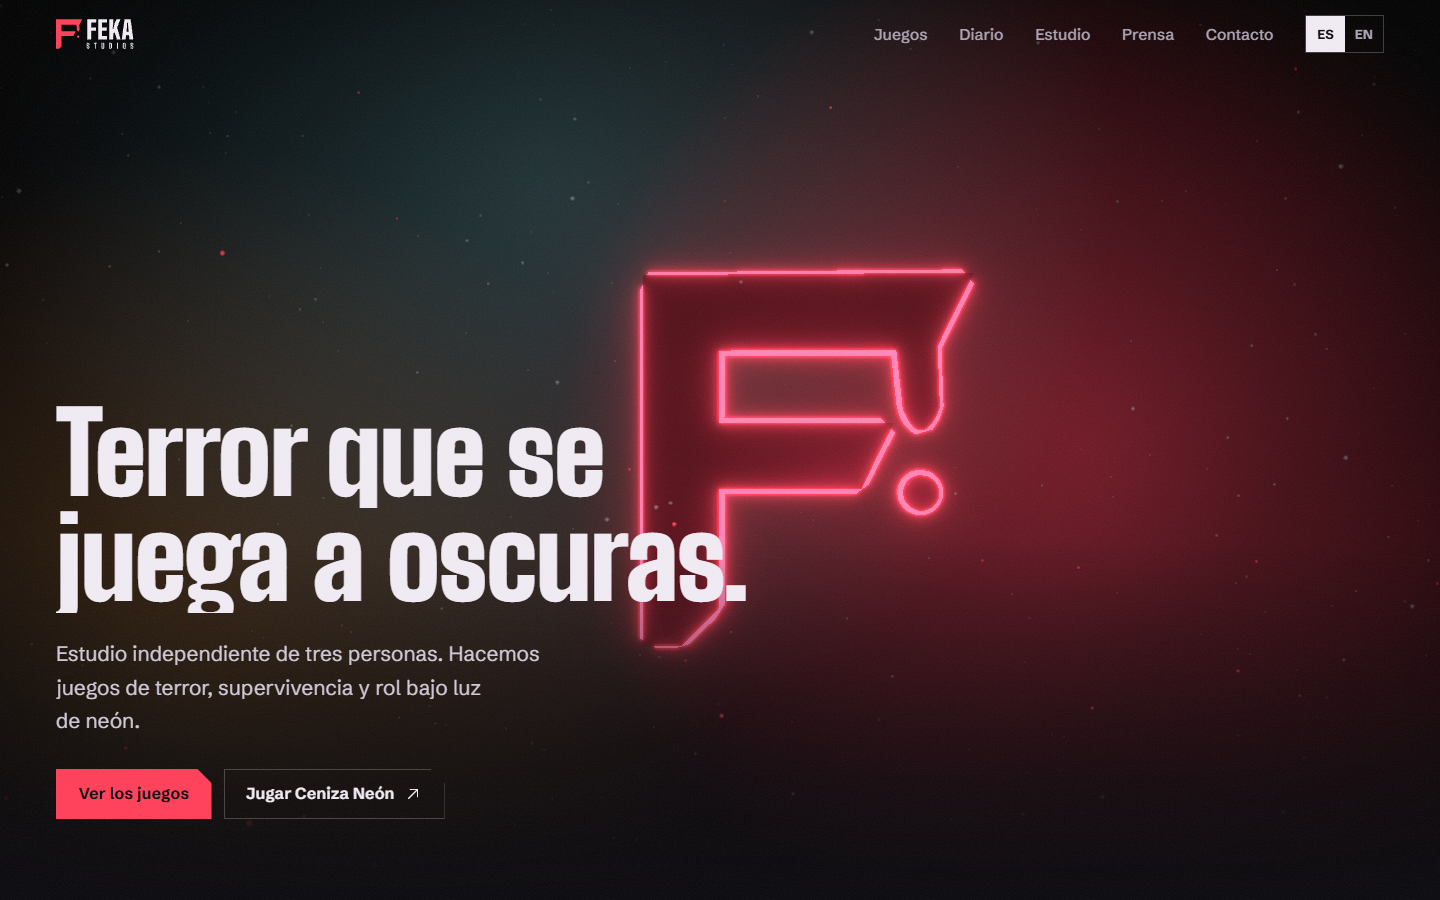 FEKA
STUDIOS
Juegos Diario Estudio Prensa Contacto ES EN
Terror que se
juega a oscuras.
Estudio independiente de tres personas. Hacemos
juegos de terror, supervivencia y rol bajo luz
de neón.
Ver los juegos Jugar Ceniza Neón